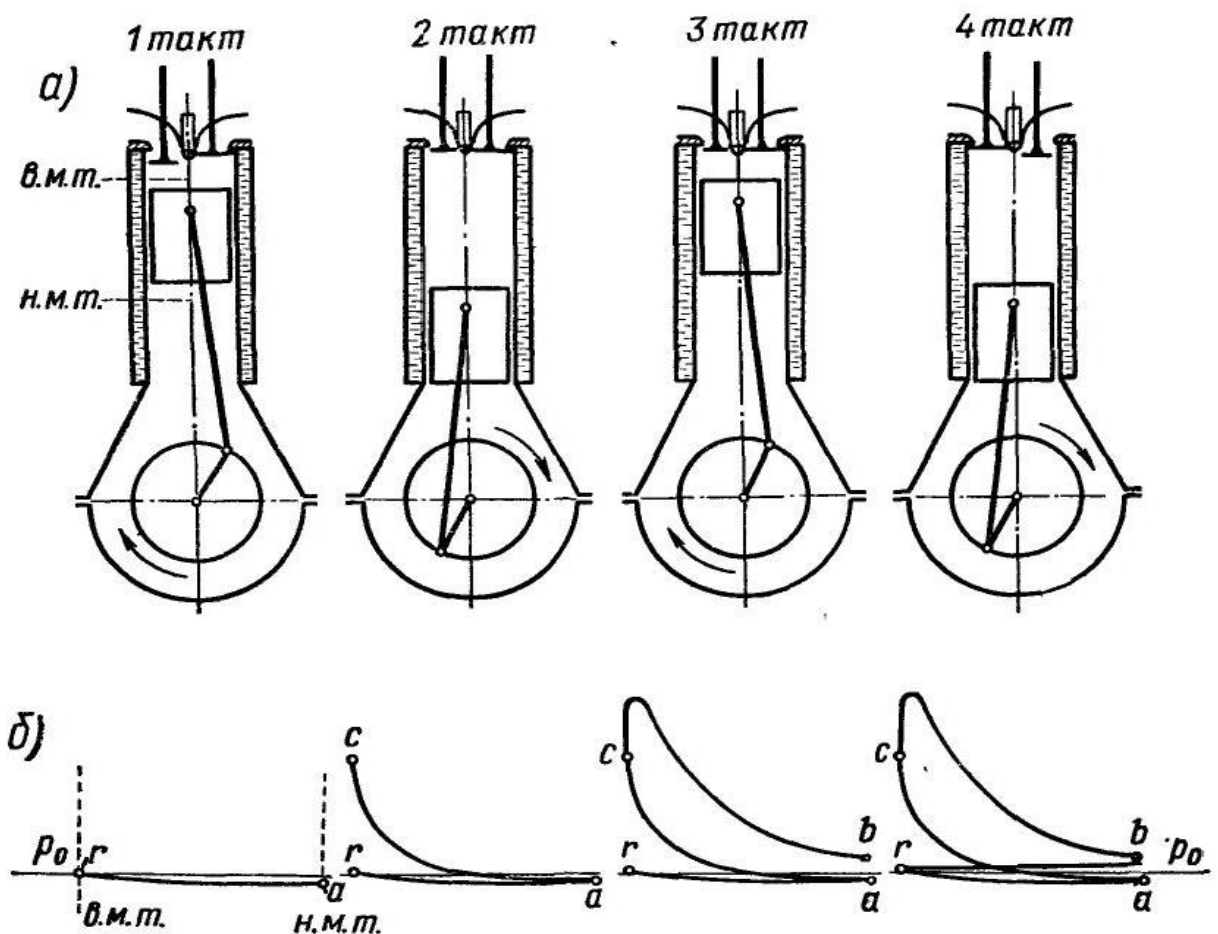 1 такт 2 такт 3 такт 4 такт
а)
в.м.т.
н.м.т.
б)
c c c
b b
p₀ r r r r p₀
a a a a
в.м.т. н.м.т.